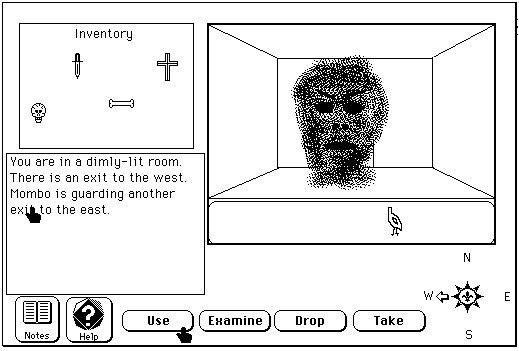 Inventory
You are in a dimly-lit room.
There is an exit to the west.
Mombo is guarding another
exit to the east.
N
W
E
S
Notes
Help
Use
Examine
Drop
Take